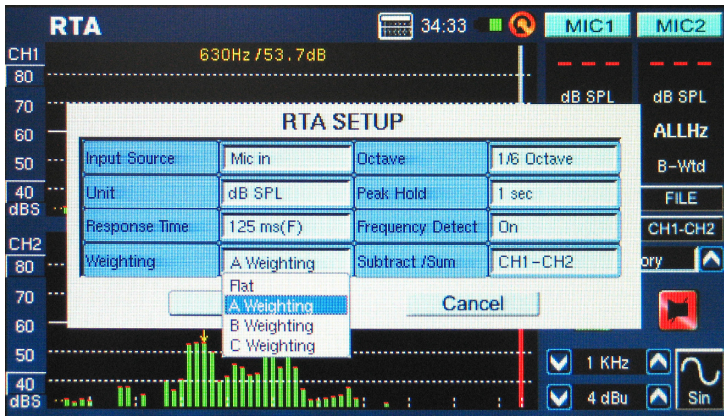 RTA
34:33
MIC1
MIC2
CH1
630Hz/53.7dB
80
70
60
50
40
dBS
--- ---
dB SPL
dB SPL
ALLHz
B-Wtd
FILE
CH1-CH2
ory
RTA SETUP
Input Source
Mic in
Octave
1/6 Octave
Unit
dB SPL
Peak Hold
1 sec
Response Time
125 ms(F)
Frequency Detect
On
Weighting
A Weighting
Subtract /Sum
CH1-CH2
Flat
A Weighting
B Weighting
C Weighting
Cancel
CH2
80
70
60
50
40
dBS
1 KHz
4 dBu
Sin